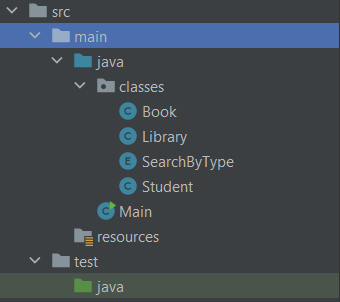 src
main
java
classes
C Book
C Library
E SearchByType
C Student
C Main
resources
test
java